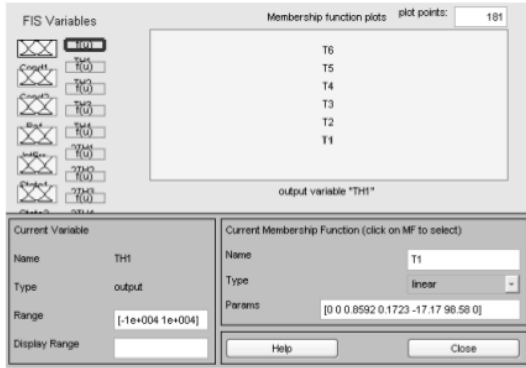 FIS Variables
Membership function plots plot points: 181
f(u)
f(u)
TH2
f(u)
TH3
f(u)
f(u)
f(u)
f(u)
T6
T5
T4
T3
T2
T1
output variable "TH1"
Current Variable
Name TH1
Type output
Range [-1e+004 1e+004]
Display Range
Current Membership Function (click on MF to select)
Name T1
Type linear
Params [0 0 0.8592 0.1723 -17.17 98.58 0]
Help Close